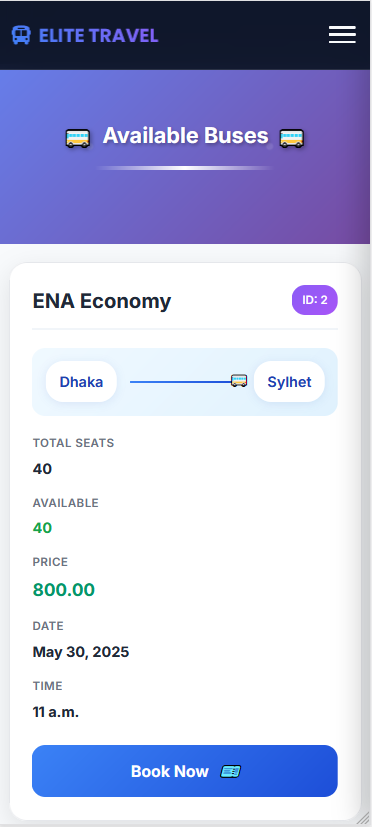 ELITE TRAVEL
Available Buses
ENA Economy
ID: 2
Dhaka
Sylhet
TOTAL SEATS
40
AVAILABLE
40
PRICE
800.00
DATE
May 30, 2025
TIME
11 a.m.
Book Now